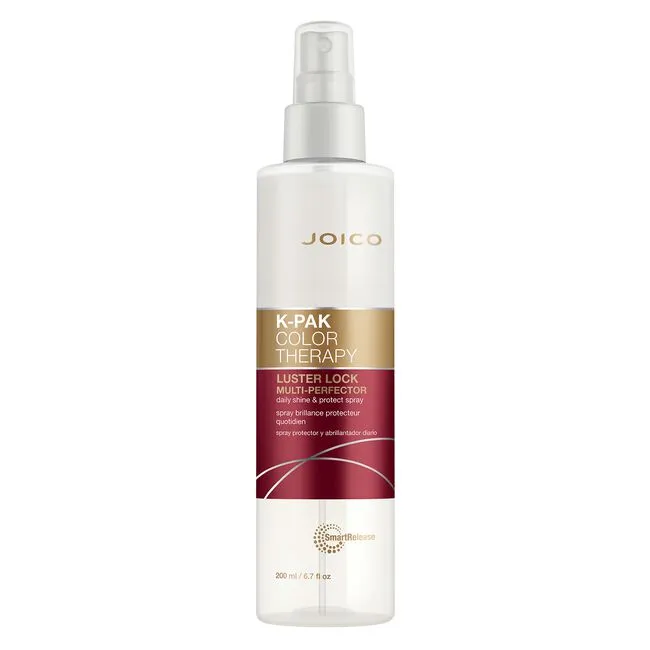 JOICO
K-PAK
COLOR
THERAPY
LUSTER LOCK
MULTI-PERFECTOR
daily shine & protect spray
spray brillance protecteur
quotidien
spray protector y abrillantador diario
SmartRelease
200 ml / 6.7 fl oz